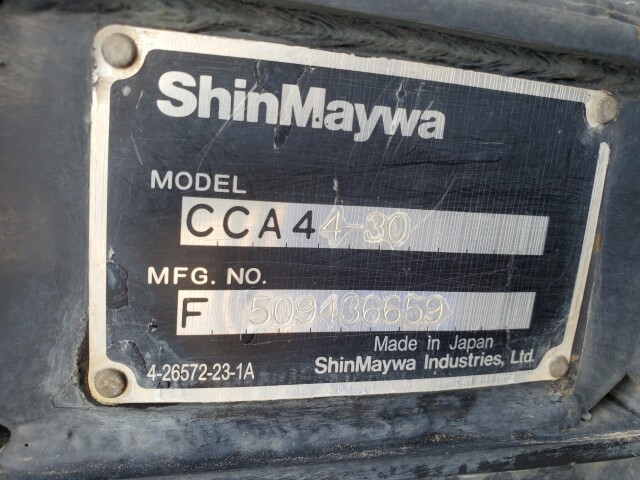 ShinMaywa
MODEL
CCA44-30
MFG. NO.
F 509436659
Made in Japan
4-26572-23-1A
ShinMaywa Industries, Ltd.